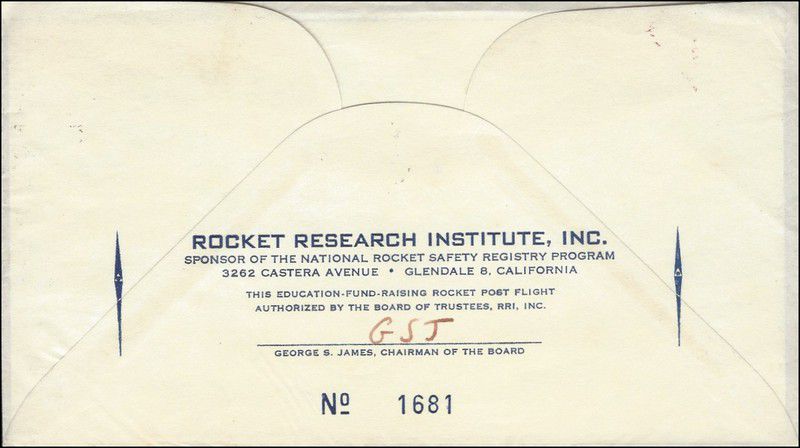 ROCKET RESEARCH INSTITUTE, INC.
SPONSOR OF THE NATIONAL ROCKET SAFETY REGISTRY PROGRAM
3262 CASTERA AVENUE • GLENDALE 8, CALIFORNIA
THIS EDUCATION-FUND-RAISING ROCKET POST FLIGHT
AUTHORIZED BY THE BOARD OF TRUSTEES, RRI, INC.
GSJ
GEORGE S. JAMES, CHAIRMAN OF THE BOARD
Nº 1681